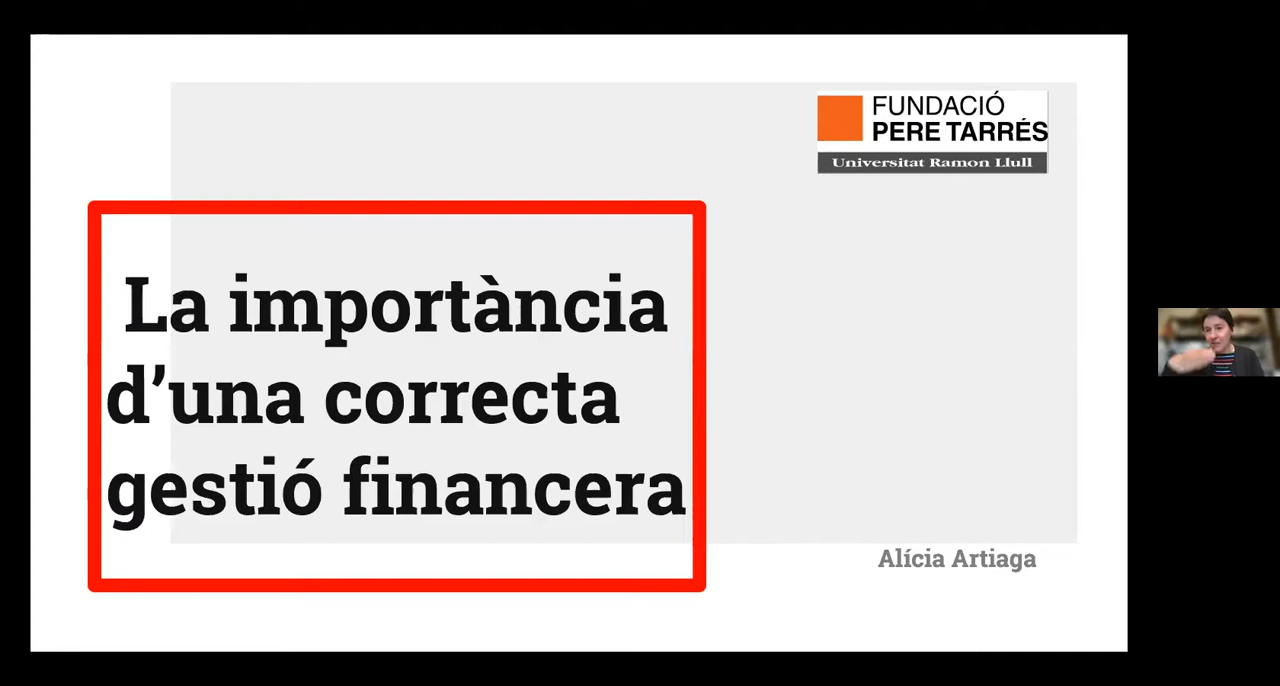 FUNDACIÓ
PERE TARRÉS
Universitat Ramon Llull
La importància
d’una correcta
gestió financera
Alícia Artiaga